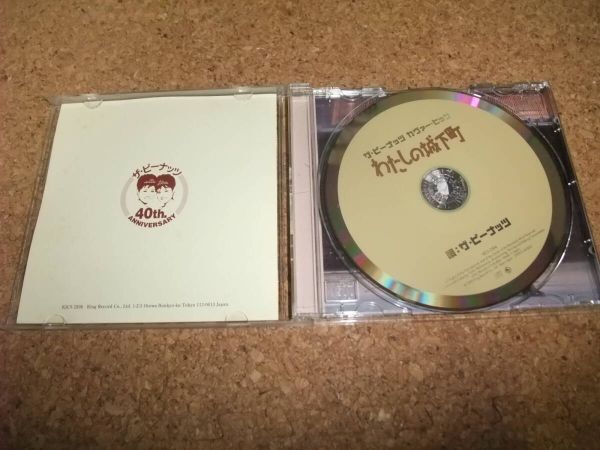 ザ・ピーナッツ
40th.
ANNIVERSARY
King Record Co., Ltd. 1-2-3 Otowa Bunkyo-ku Tokyo 112-0013 Japan
ザ・ピーナッツ カヴァー・ヒッツ
わたしの城下町
唄:ザ・ピーナッツ